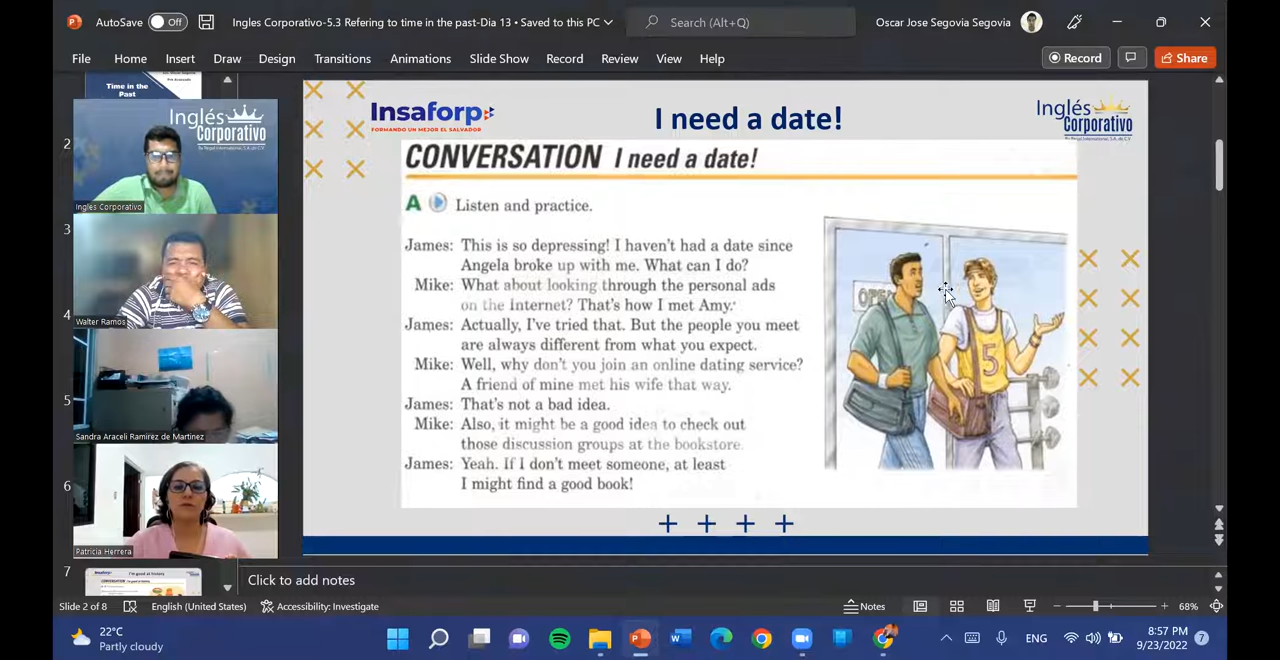 AutoSave Off Ingles Corporativo-5.3 Refering to time in the past-Dia 13 • Saved to this PC Search (Alt+Q) Oscar Jose Segovia Segovia
File Home Insert Draw Design Transitions Animations Slide Show Record Review View Help Record Share
Time in the
Past
2
Inglés
Corporativo
Ingles Corporativo
3
Walter Ramos
4
5
Sandra Araceli Ramirez de Martinez
6
Patricia Herrera
7
Insaforp
FORMANDO UN MEJOR EL SALVADOR
I need a date!
Inglés
Corporativo
CONVERSATION I need a date!
A Listen and practice.
James: This is so depressing! I haven't had a date since
Angela broke up with me. What can I do?
Mike: What about looking through the personal ads
on the Internet? That's how I met Amy.
James: Actually, I've tried that. But the people you meet
are always different from what you expect.
Mike: Well, why don't you join an online dating service?
A friend of mine met his wife that way.
James: That's not a bad idea.
Mike: Also, it might be a good idea to check out
those discussion groups at the bookstore.
James: Yeah. If I don't meet someone, at least
I might find a good book!
OPEN
5
Click to add notes
Slide 2 of 8 English (United States) Accessibility: Investigate Notes 68%
22°C
Partly cloudy
ENG
8:57 PM
9/23/2022
7